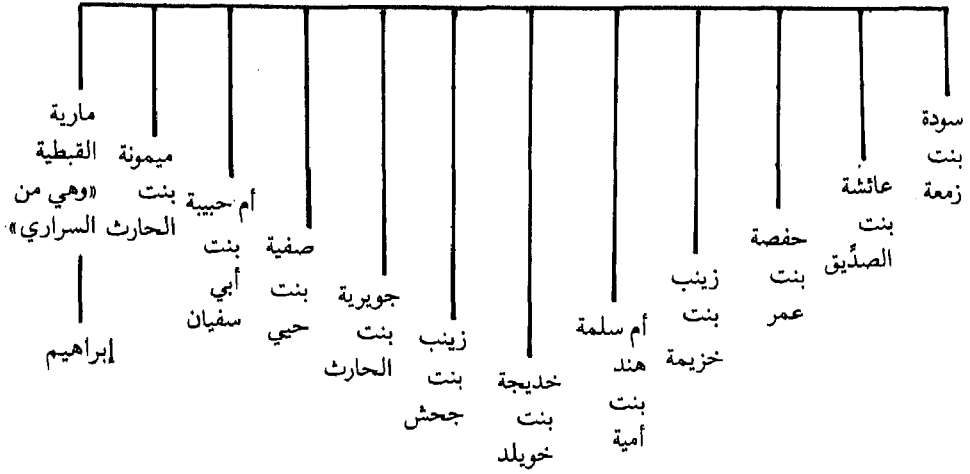 سودة
بنت
زمعة
عائشة
بنت
الصدِّيق
حفصة
بنت
عمر
زينب
بنت
خزيمة
أم سلمة
هند
بنت
أمية
خديجة
بنت
خويلد
زينب
بنت
جحش
جويرية
بنت
الحارث
صفية
بنت
حيي
أم حبيبة
بنت
أبي
سفيان
ميمونة
بنت
الحارث
مارية
القبطية
«وهي من
السراري»
إبراهيم